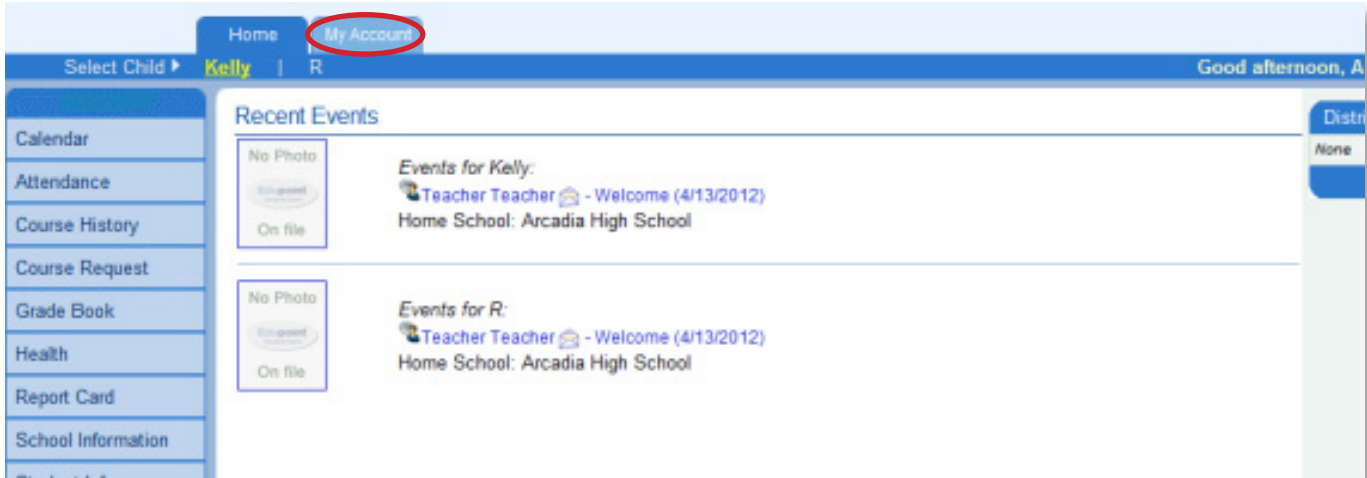 Home My Account
Select Child Kelly | R Good afternoon, A
Calendar
Attendance
Course History
Course Request
Grade Book
Health
Report Card
School Information
Recent Events
No Photo
On file
Events for Kelly:
Teacher Teacher - Welcome (4/13/2012)
Home School: Arcadia High School
No Photo
On file
Events for R:
Teacher Teacher - Welcome (4/13/2012)
Home School: Arcadia High School
Distri
None